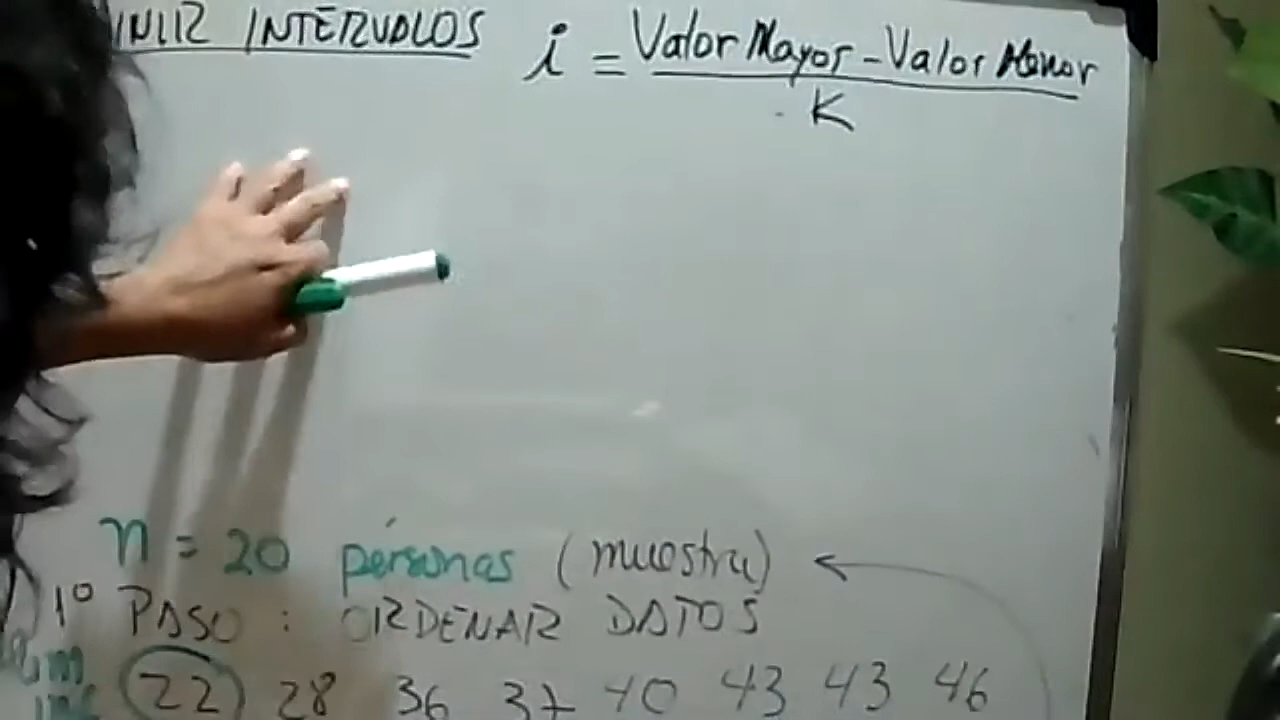 INTERVALOS
i = Valor Mayor - Valor Menor
K
n = 20 personas (muestra)
1º PASO : ORDENAR DATOS
22 28 36 37 40 43 43 46